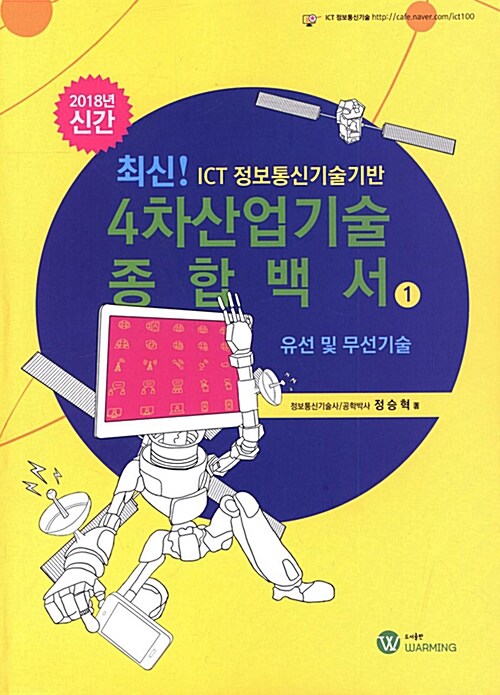 ICT 정보통신기술 http://cafe.naver.com/ict100
2018년
신간
최신! ICT 정보통신기술기반
4차산업기술
종합백서 1
유선 및 무선기술
정보통신기술사/공학박사 정승혁 著
도서출판
W WARMING